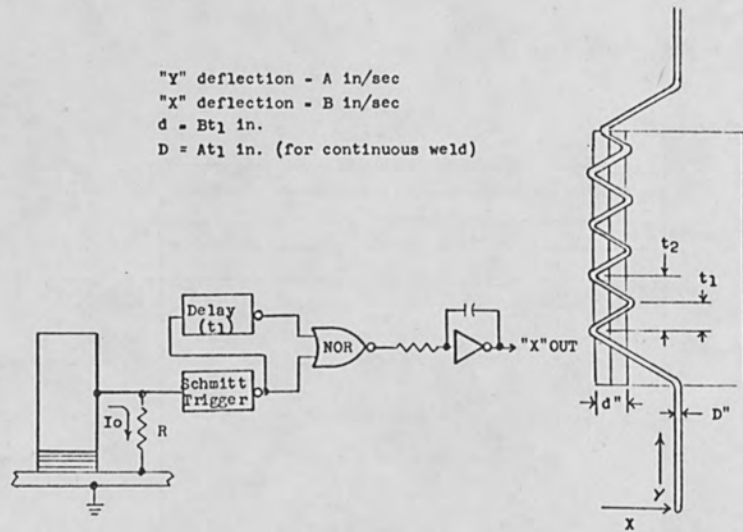 "Y" deflection - A in/sec
"X" deflection - B in/sec
d - Bt1 in.
D = At1 in. (for continuous weld)
t2
t1
Delay
(t1)
NOR
"X"OUT
Schmitt
Trigger
Io
R
d"
D"
Y
X